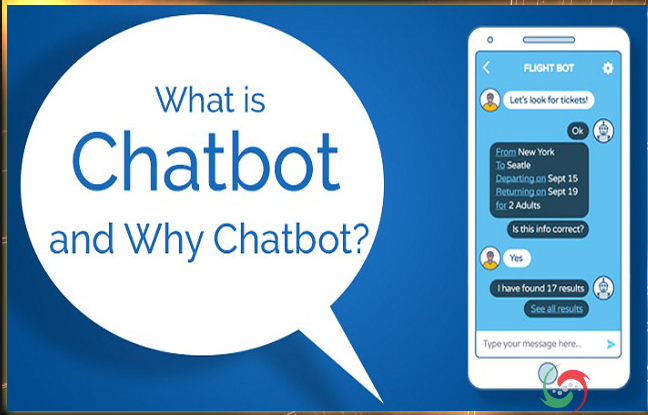 What is
Chatbot
and Why Chatbot?
FLIGHT BOT
Let's look for tickets!
Ok
From New York
To Seatle
Departing on Sept 15
Returning on Sept 19
for 2 Adults
Is this info correct?
Yes
I have found 17 results
See all results
Type your message here...